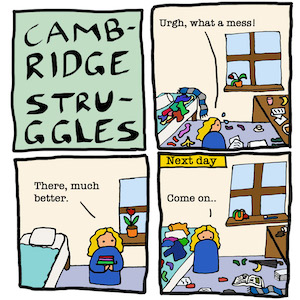 CAMB-
RIDGE
STRU-
GGLES
Urgh, what a mess!
There, much
better.
Next day
Come on..